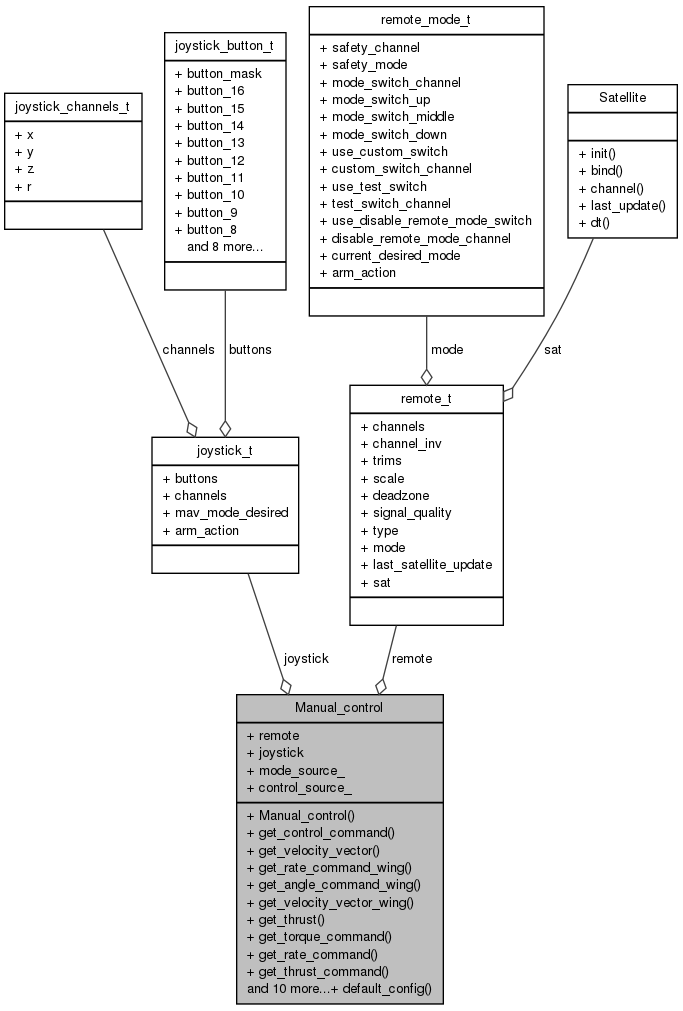 remote_mode_t
+ safety_channel
+ safety_mode
+ mode_switch_channel
+ mode_switch_up
+ mode_switch_middle
+ mode_switch_down
+ use_custom_switch
+ custom_switch_channel
+ use_test_switch
+ test_switch_channel
+ use_disable_remote_mode_switch
+ disable_remote_mode_channel
+ current_desired_mode
+ arm_action
joystick_button_t
+ button_mask
+ button_16
+ button_15
+ button_14
+ button_13
+ button_12
+ button_11
+ button_10
+ button_9
+ button_8
and 8 more...
joystick_channels_t
+ x
+ y
+ z
+ r
Satellite
+ init()
+ bind()
+ channel()
+ last_update()
+ dt()
channels
buttons
mode
sat
remote_t
+ channels
+ channel_inv
+ trims
+ scale
+ deadzone
+ signal_quality
+ type
+ mode
+ last_satellite_update
+ sat
joystick_t
+ buttons
+ channels
+ mav_mode_desired
+ arm_action
joystick
remote
Manual_control
+ remote
+ joystick
+ mode_source_
+ control_source_
+ Manual_control()
+ get_control_command()
+ get_velocity_vector()
+ get_rate_command_wing()
+ get_angle_command_wing()
+ get_velocity_vector_wing()
+ get_thrust()
+ get_torque_command()
+ get_rate_command()
+ get_thrust_command()
and 10 more...+ default_config()